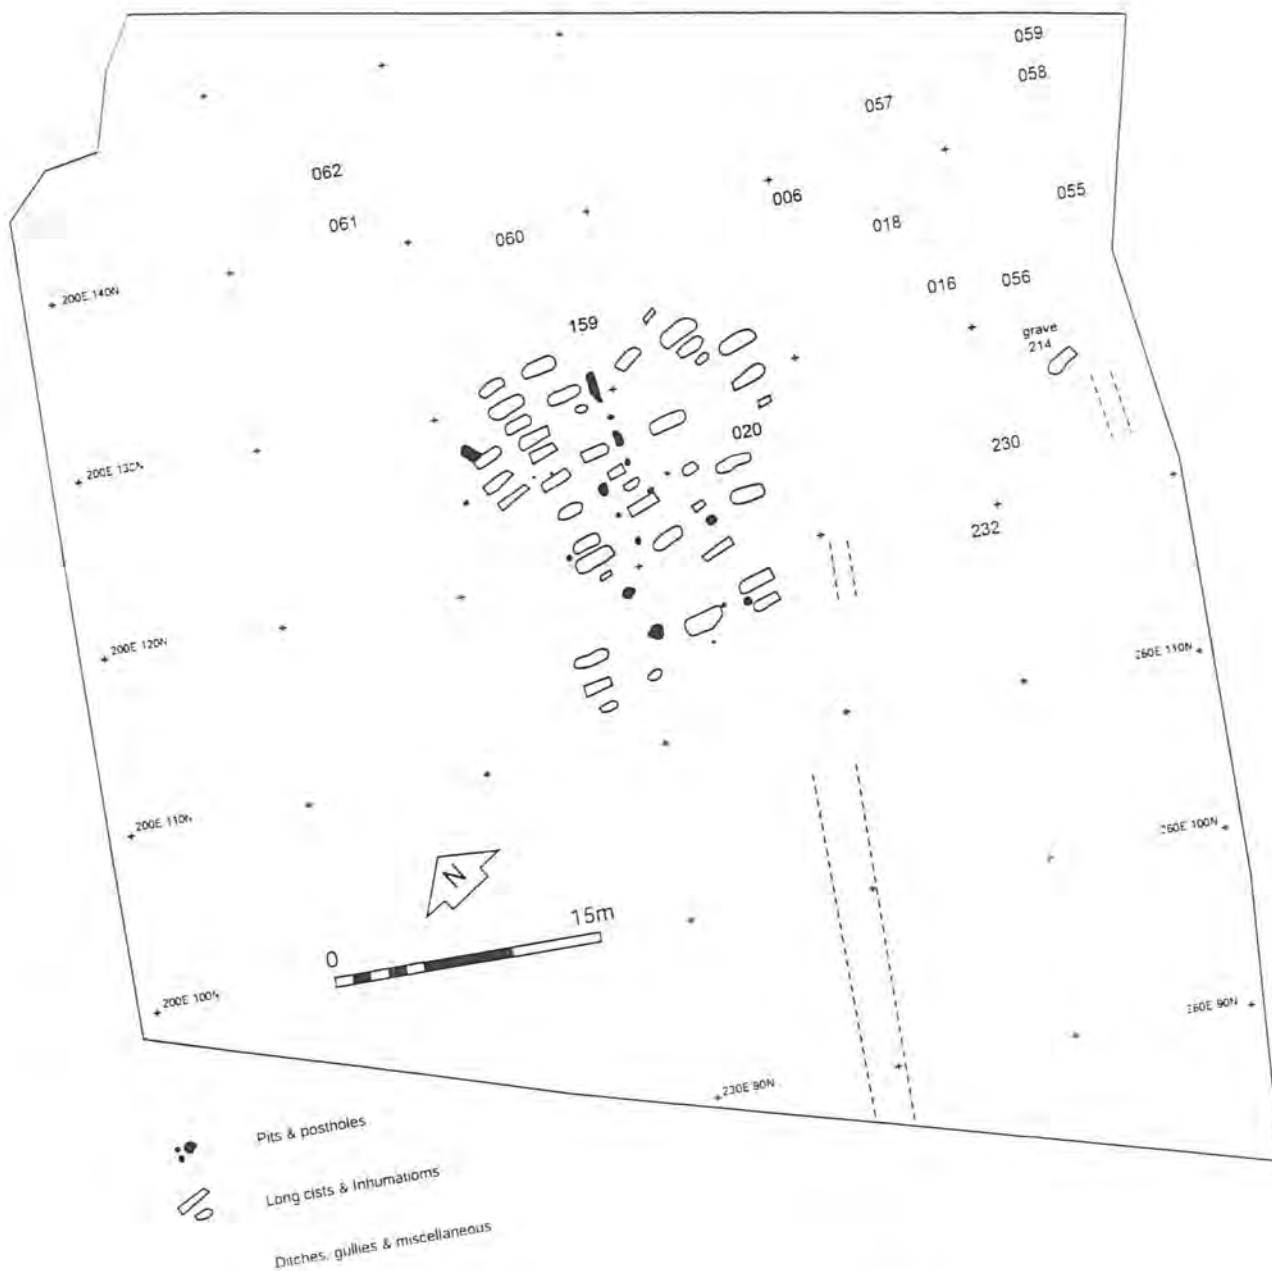 059
058
057
062
055
006
061
018
060
056
016
200E 140N
159
grave
214
020
230
200E 130N
232
200E 120N
260E 110N
200E 110N
260E 100N
N
15m
0
200E 100N
260E 90N
230E 90N
Pits & postholes
Long cists & Inhumations
Ditches, gullies & miscellaneous